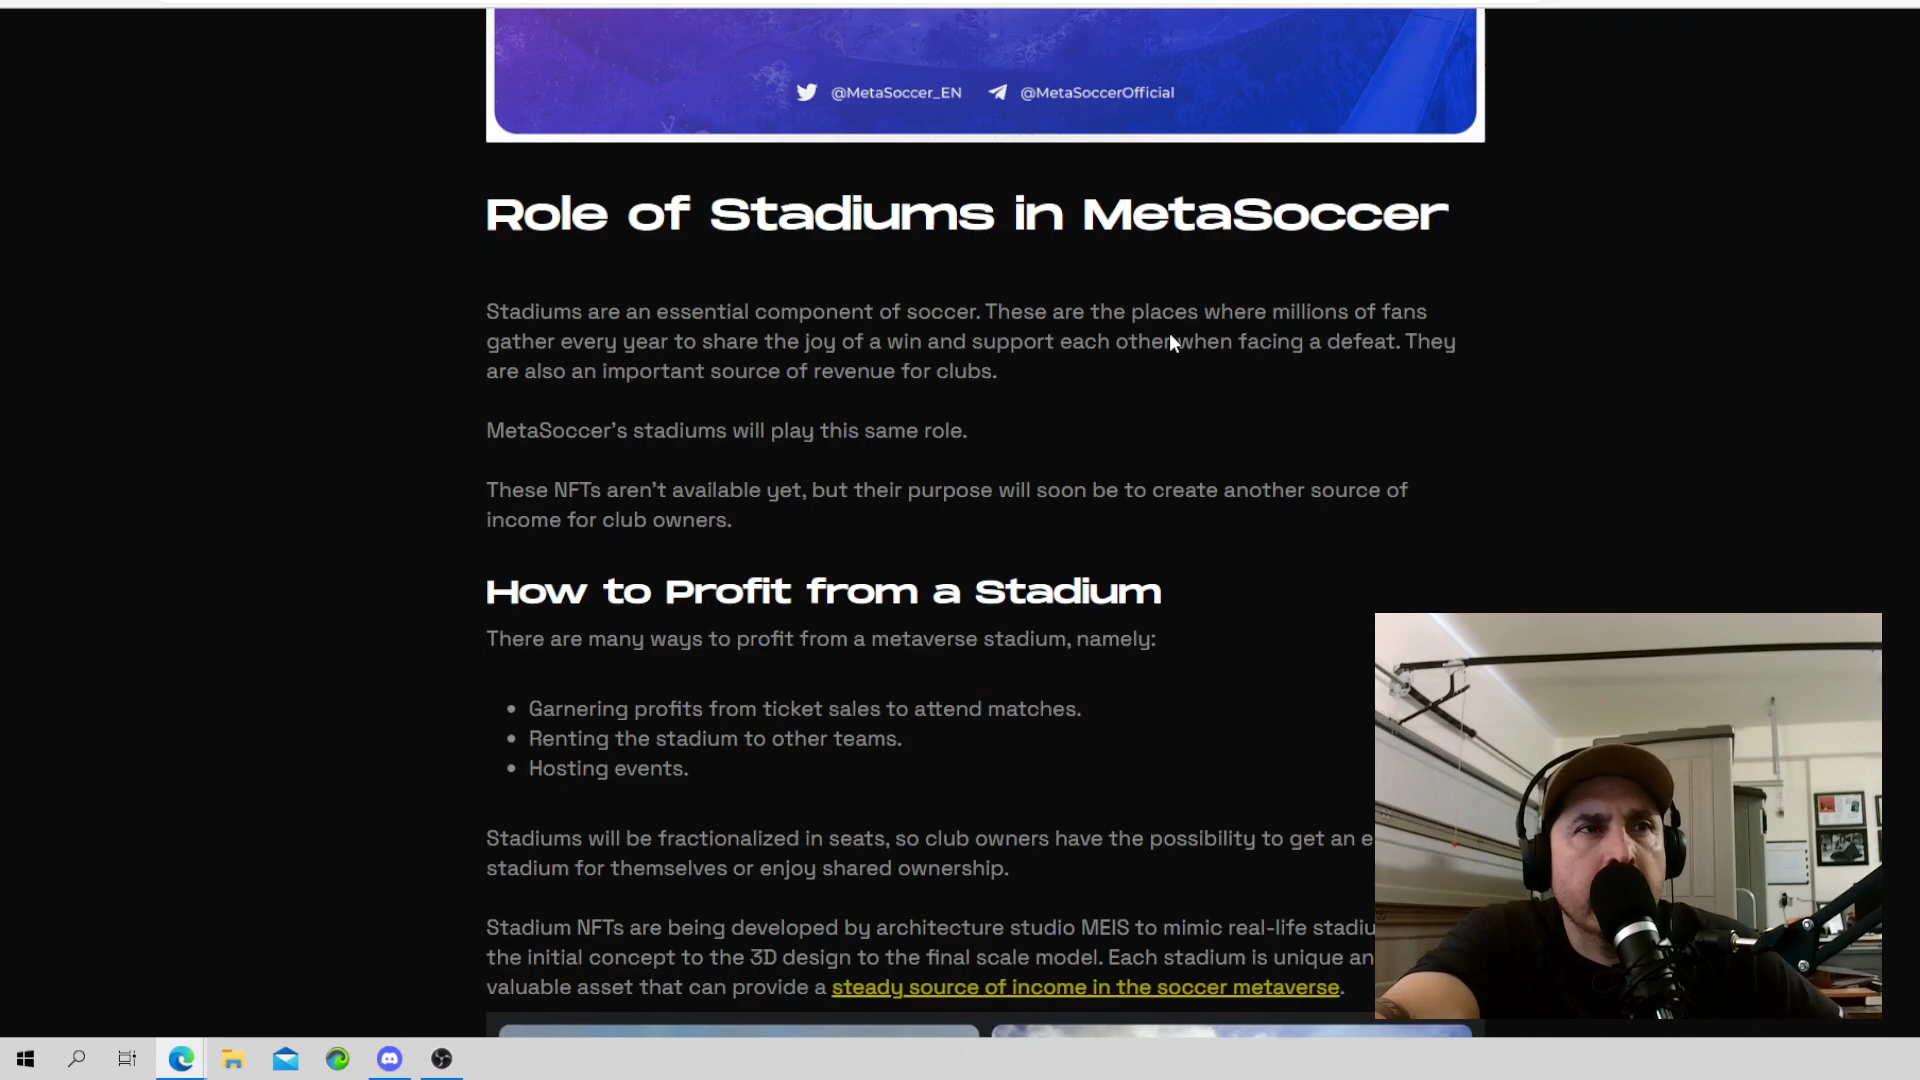 @MetaSoccer_EN @MetaSoccerOfficial
Role of Stadiums in MetaSoccer
Stadiums are an essential component of soccer. These are the places where millions of fans
gather every year to share the joy of a win and support each other when facing a defeat. They
are also an important source of revenue for clubs.
MetaSoccer's stadiums will play this same role.
These NFTs aren't available yet, but their purpose will soon be to create another source of
income for club owners.
How to Profit from a Stadium
There are many ways to profit from a metaverse stadium, namely:
• Garnering profits from ticket sales to attend matches.
• Renting the stadium to other teams.
• Hosting events.
Stadiums will be fractionalized in seats, so club owners have the possibility to get an
stadium for themselves or enjoy shared ownership.
Stadium NFTs are being developed by architecture studio MEIS to mimic real-life
the initial concept to the 3D design to the final scale model. Each stadium is unique
valuable asset that can provide a steady source of income in the soccer metaverse.